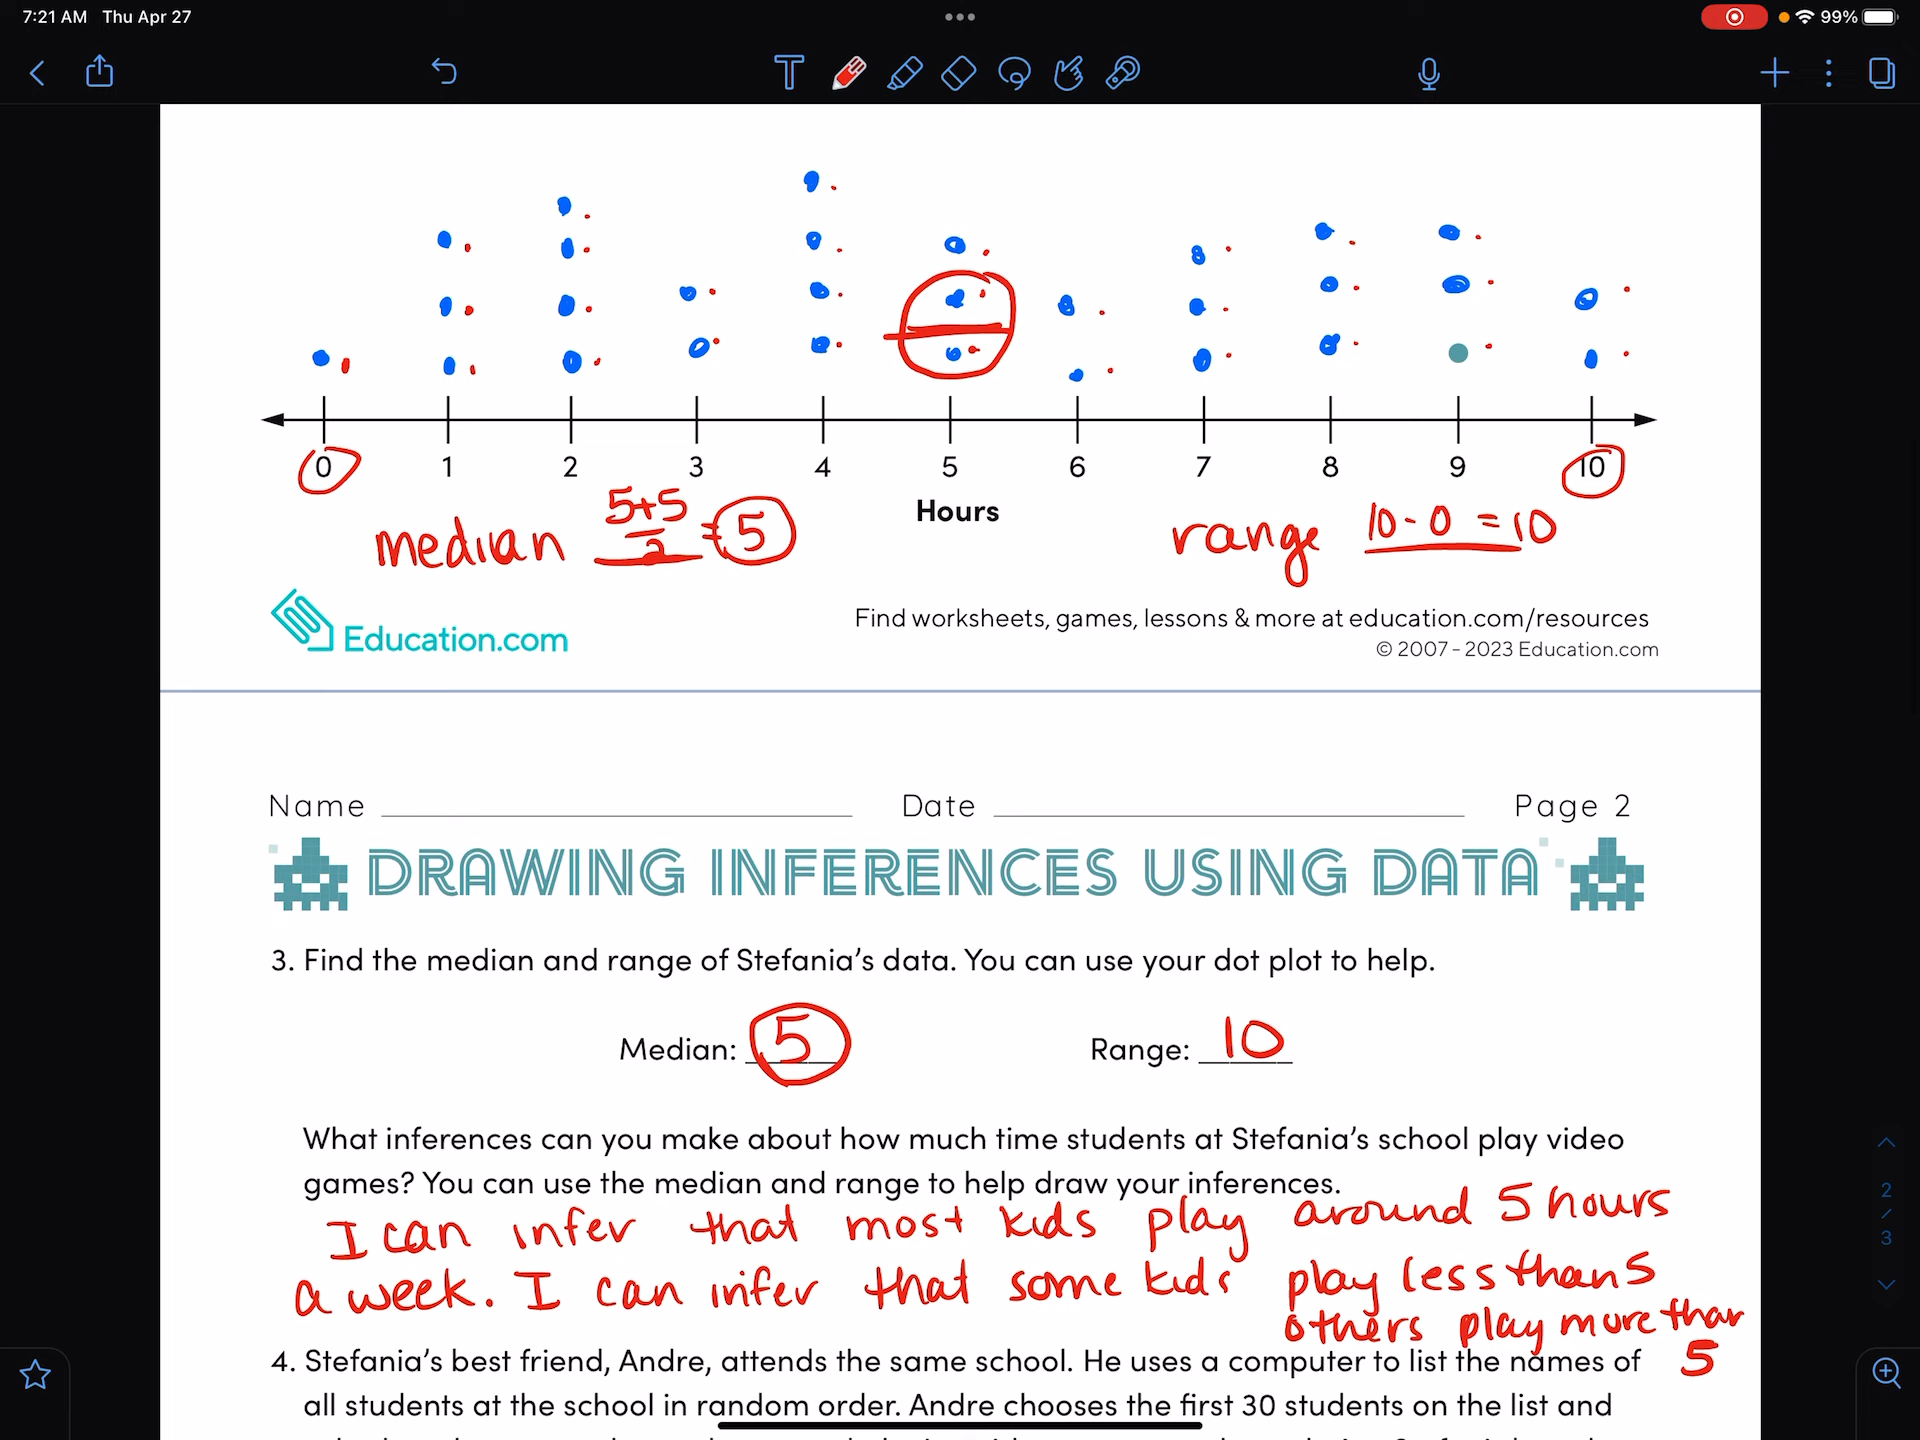 7:21 AM Thu Apr 27
99%
0 1 2 3 4 5 6 7 8 9 10
Hours
median 5+5/2 = 5
range 10 - 0 = 10
Education.com
Find worksheets, games, lessons & more at education.com/resources
© 2007 - 2023 Education.com
Name Date Page 2
DRAWING INFERENCES USING DATA
3. Find the median and range of Stefania's data. You can use your dot plot to help.
Median: 5 Range: 10
What inferences can you make about how much time students at Stefania's school play video
games? You can use the median and range to help draw your inferences.
I can infer that most kids play around 5 hours
a week. I can infer that some kids play less than 5
others play more than
5
4. Stefania's best friend, Andre, attends the same school. He uses a computer to list the names of
all students at the school in random order. Andre chooses the first 30 students on the list and
2
/
3